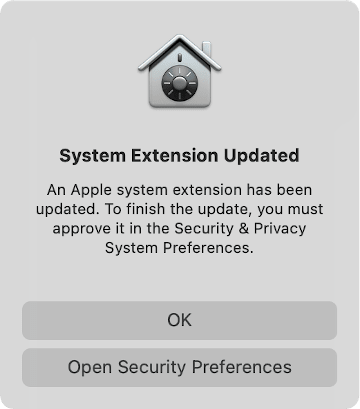 System Extension Updated
An Apple system extension has been
updated. To finish the update, you must
approve it in the Security & Privacy
System Preferences.
OK
Open Security Preferences